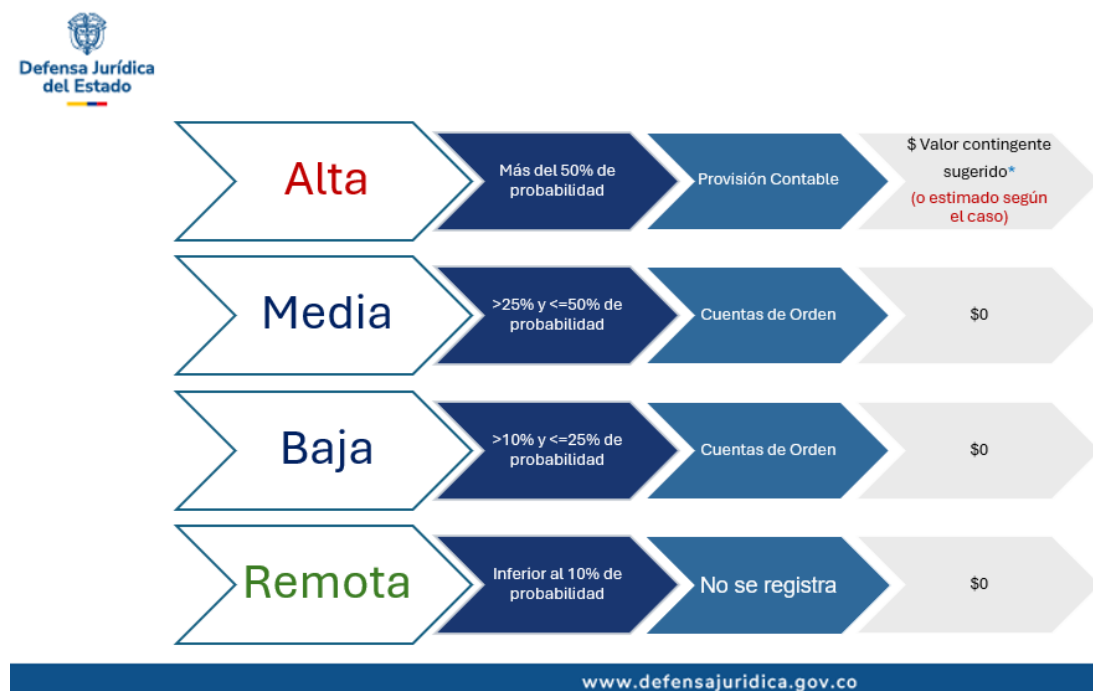 Defensa Jurídica
del Estado
Alta
Más del 50% de
probabilidad
Provisión Contable
$ Valor contingente
sugerido*
(o estimado según
el caso)
Media
>25% y <=50% de
probabilidad
Cuentas de Orden
$0
Baja
>10% y <=25% de
probabilidad
Cuentas de Orden
$0
Remota
Inferior al 10% de
probabilidad
No se registra
$0
www.defensajuridica.gov.co